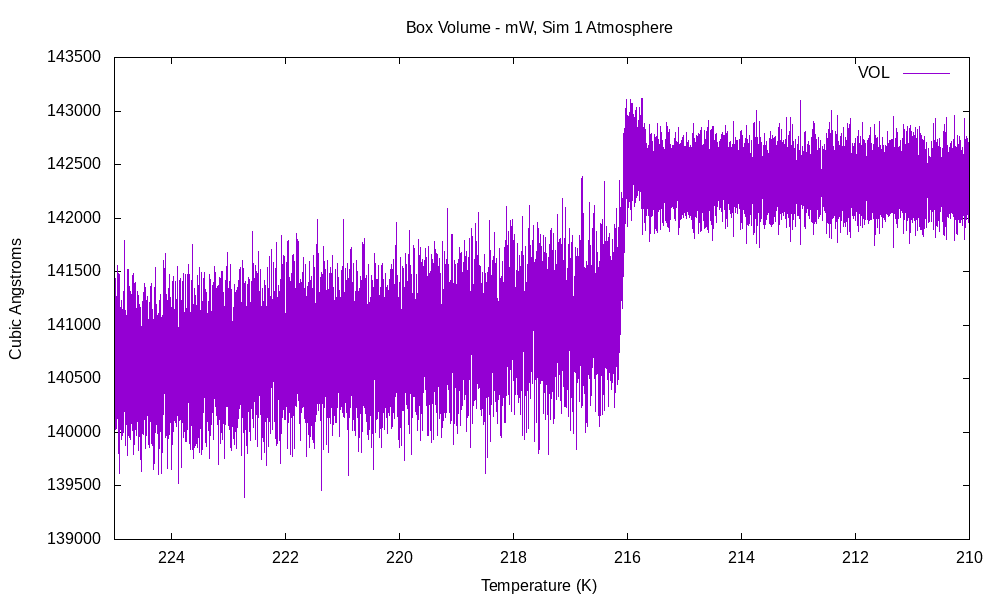 Box Volume - mW, Sim 1 Atmosphere
VOL
143500
143000
142500
142000
141500
141000
140500
140000
139500
139000
Cubic Angstroms
224 222 220 218 216 214 212 210
Temperature (K)